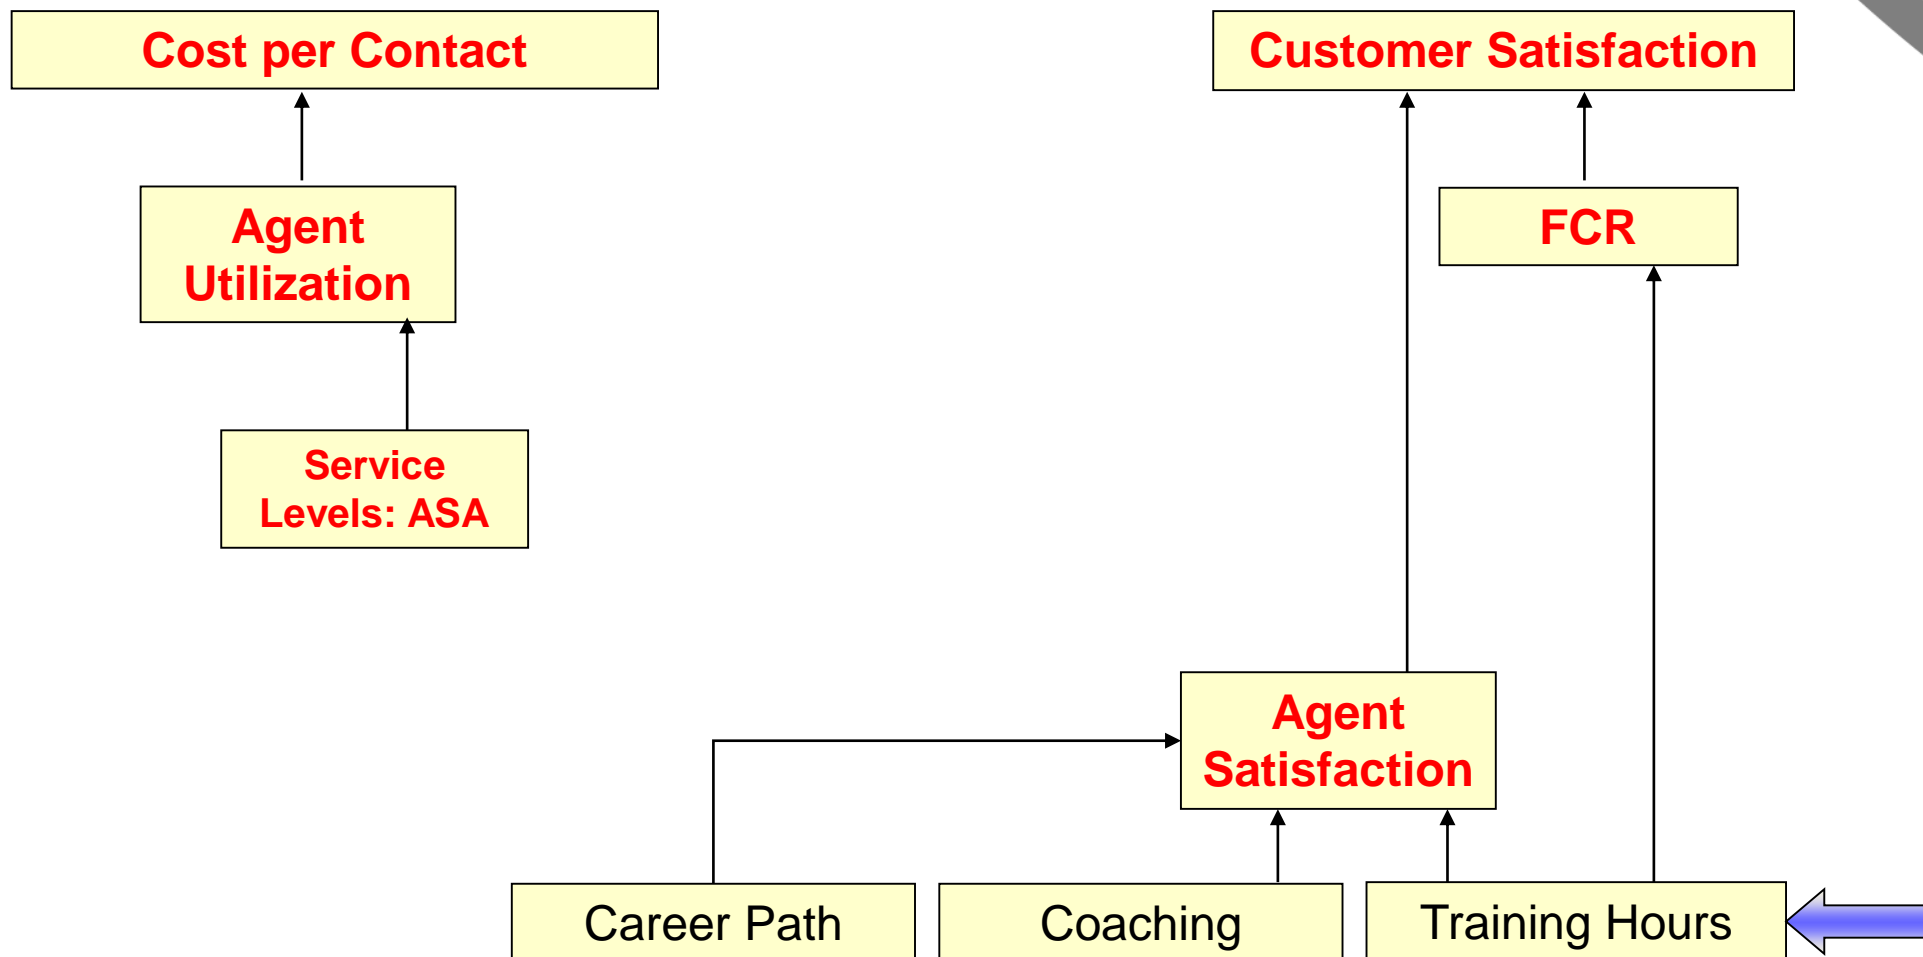 Cost per Contact
Customer Satisfaction
Agent
Utilization
FCR
Service
Levels: ASA
Agent
Satisfaction
Career Path
Coaching
Training Hours